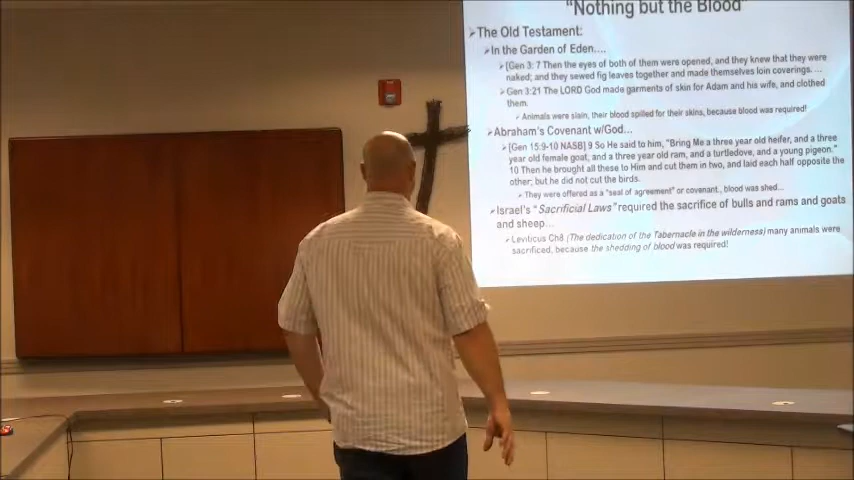 "Nothing but the Blood"
➢The Old Testament:
➢In the Garden of Eden….
➢[Gen 3: 7 Then the eyes of both of them were opened, and they knew that they were
naked; and they sewed fig leaves together and made themselves loin coverings. ...
➢Gen 3:21 The LORD God made garments of skin for Adam and his wife, and clothed
them.
➢Animals were slain, their blood spilled for their skins, because blood was required!
➢Abraham's Covenant w/God…
➢[Gen 15:9-10 NASB] 9 So He said to him, "Bring Me a three year old heifer, and a three
year old female goat, and a three year old ram, and a turtledove, and a young pigeon."
10 Then he brought all these to Him and cut them in two, and laid each half opposite the
other; but he did not cut the birds.
➢They were offered as a "seal of agreement" or covenant, blood was shed...
➢Israel's "Sacrificial Laws" required the sacrifice of bulls and rams and goats
and sheep…
➢Leviticus Ch8 (The dedication of the Tabernacle in the wilderness) many animals were
sacrificed, because the shedding of blood was required!